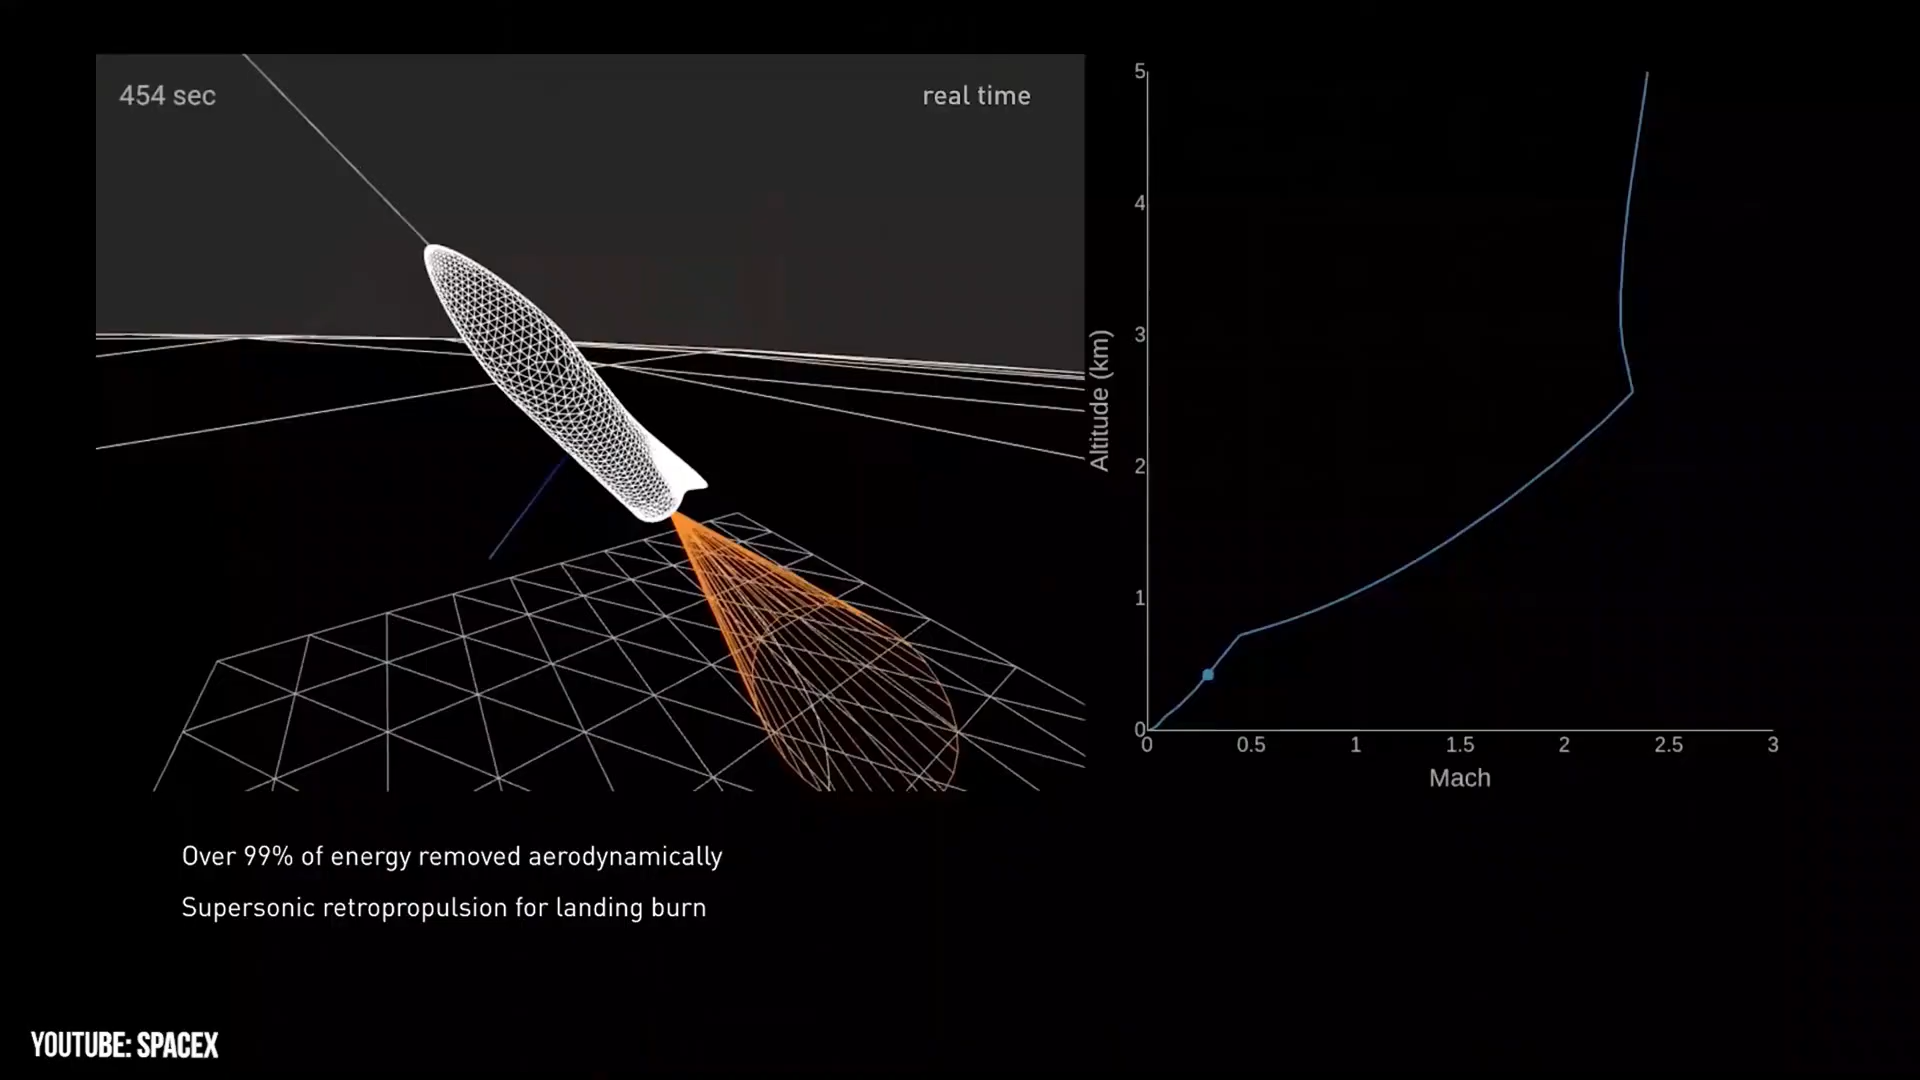 454 sec
real time
Over 99% of energy removed aerodynamically
Supersonic retropropulsion for landing burn
5
4
3
2
1
0
Altitude (km)
0 0.5 1 1.5 2 2.5 3
Mach
YOUTUBE: SPACEX